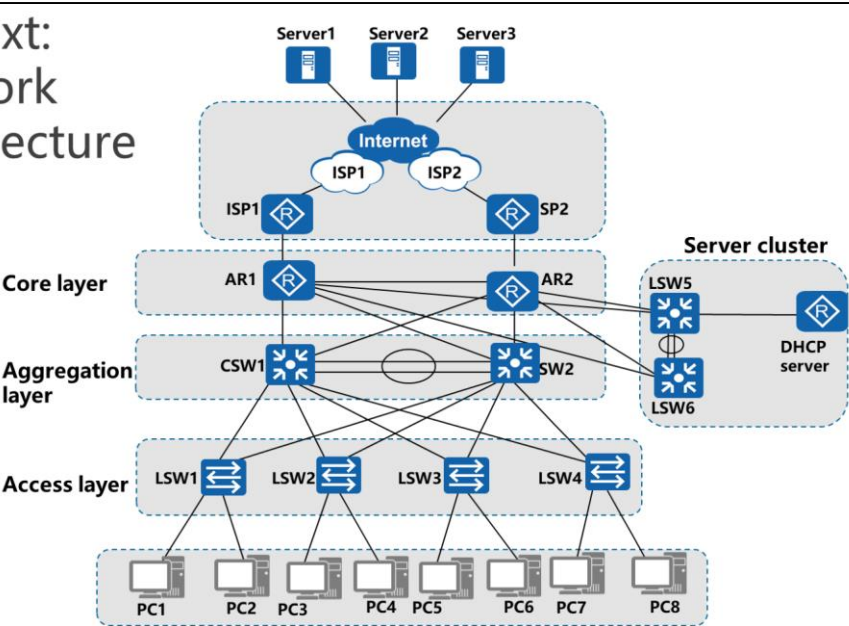 xt:
ork
ecture
Server1 Server2 Server3
Internet
ISP1 ISP2
ISP1 R R SP2
Server cluster
Core layer AR1 R R AR2 LSW5 R
DHCP
server
Aggregation
layer
CSW1 SW2
LSW6
Access layer LSW1 LSW2 LSW3 LSW4
PC1 PC2 PC3 PC4 PC5 PC6 PC7 PC8